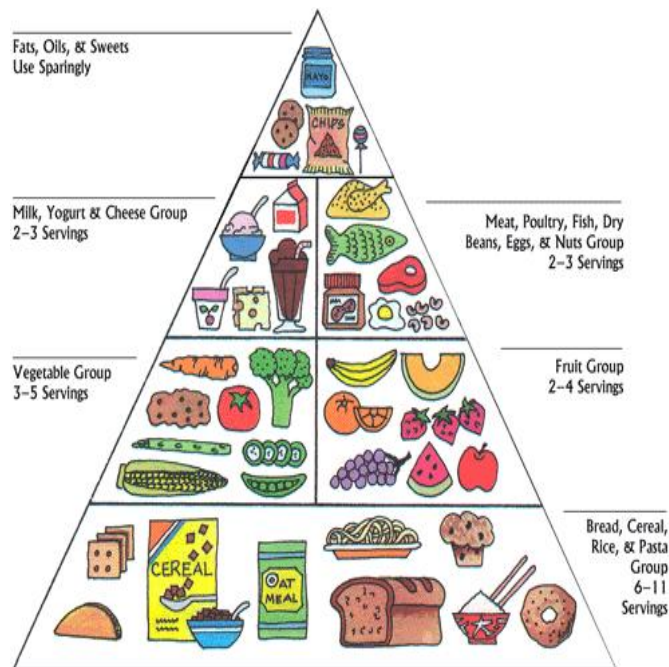 Fats, Oils, & Sweets
Use Sparingly
MAYO
CHIPS
Milk, Yogurt & Cheese Group
2–3 Servings
Meat, Poultry, Fish, Dry
Beans, Eggs, & Nuts Group
2–3 Servings
Vegetable Group
3–5 Servings
Fruit Group
2–4 Servings
Bread, Cereal,
Rice, & Pasta
Group
6–11
Servings
CEREAL
OAT
MEAL